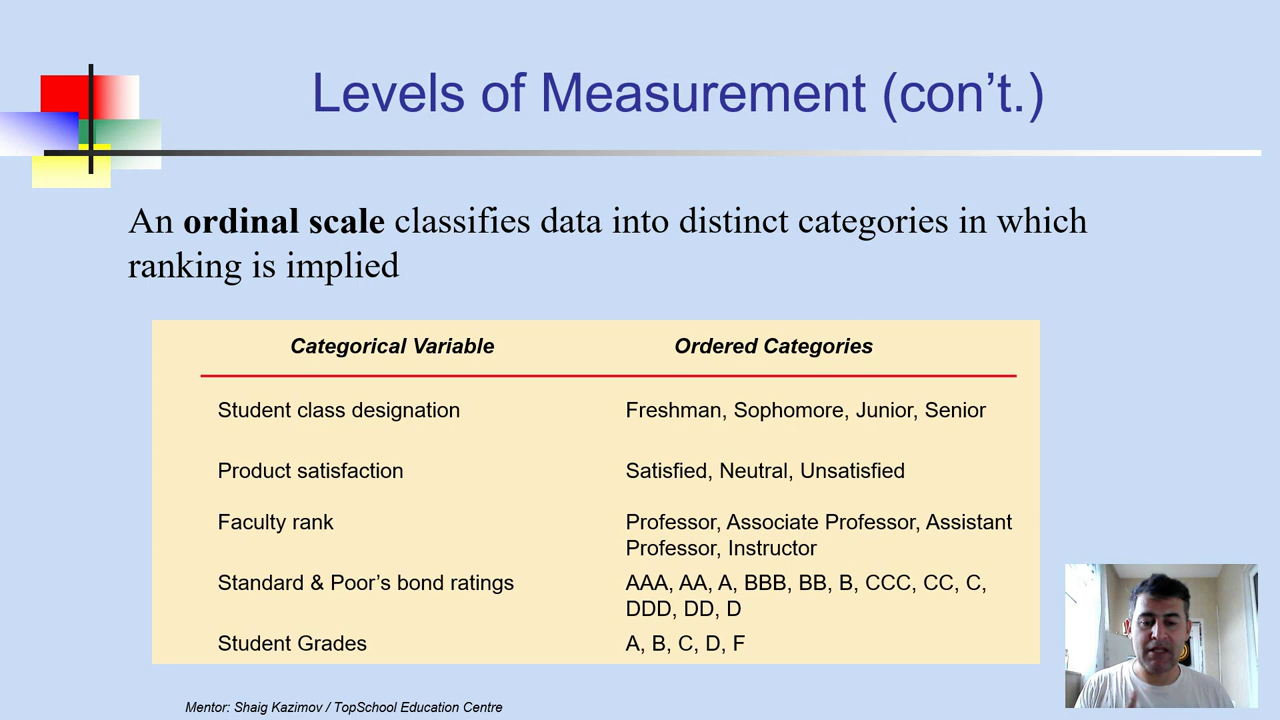 Levels of Measurement (con’t.)
An ordinal scale classifies data into distinct categories in which
ranking is implied
Categorical Variable Ordered Categories
Student class designation Freshman, Sophomore, Junior, Senior
Product satisfaction Satisfied, Neutral, Unsatisfied
Faculty rank Professor, Associate Professor, Assistant
Professor, Instructor
Standard & Poor’s bond ratings AAA, AA, A, BBB, BB, B, CCC, CC, C,
DDD, DD, D
Student Grades A, B, C, D, F
Mentor: Shaig Kazimov / TopSchool Education Centre